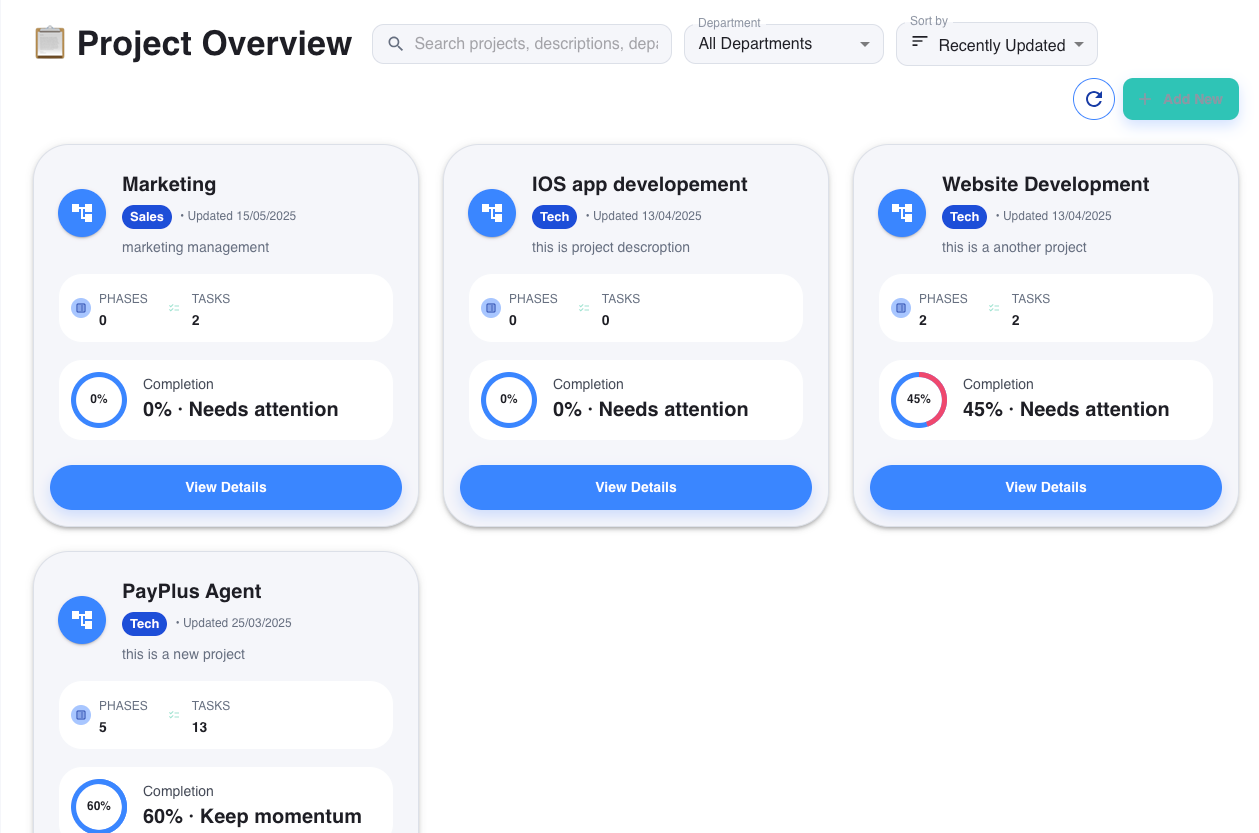 Project Overview
Search projects, descriptions, depa
Department
All Departments
Sort by
Recently Updated
+ Add New
Marketing
Sales • Updated 15/05/2025
marketing management
PHASES
0
TASKS
2
0%
Completion
0% · Needs attention
View Details
IOS app developement
Tech • Updated 13/04/2025
this is project descroption
PHASES
0
TASKS
0
0%
Completion
0% · Needs attention
View Details
Website Development
Tech • Updated 13/04/2025
this is a another project
PHASES
2
TASKS
2
45%
Completion
45% · Needs attention
View Details
PayPlus Agent
Tech • Updated 25/03/2025
this is a new project
PHASES
5
TASKS
13
60%
Completion
60% · Keep momentum